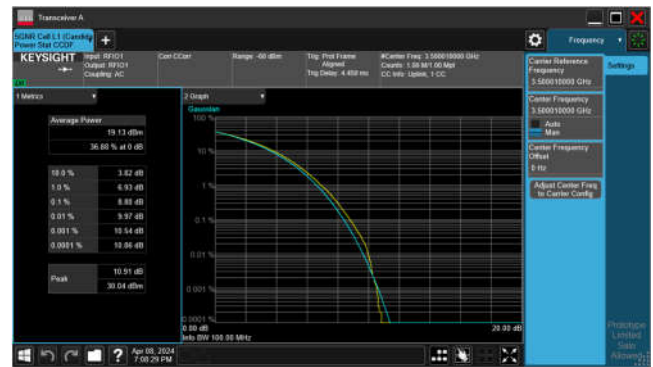 Transceiver A
5GNR Cell L1 (Candidate
Power Stat CCDF
Frequency
KEYSIGHT
Input: RFIO1
Output: RFIO1
Coupling: AC
Corr CCorr
Range: -60 dBm
Trig: Prot Frame
Aligned
Trig Delay: 4.450 ms
#Center Freq: 3.500010000 GHz
Counts: 1.00 M/1.00 Mpt
CC Info: Uplink, 1 CC
Carrier Reference
Frequency
3.500010000 GHz
Settings
1 Metrics
2 Graph
Gaussian
Center Frequency
3.500010000 GHz
Auto
Man
Center Frequency
Offset
0 Hz
Adjust Center Freq
to Carrier Config
Average Power
19.13 dBm
36.88 % at 0 dB
10.0 % 3.82 dB
1.0 % 6.93 dB
0.1 % 8.88 dB
0.01 % 9.97 dB
0.001 % 10.54 dB
0.0001 % 10.86 dB
Peak
10.91 dB
30.04 dBm
100 %
10 %
1 %
0.1 %
0.01 %
0.001 %
0.0001 %
0.00 dB
20.00 dB
Info BW 100.00 MHz
Prototype
Limited
Sale
Allowed
Apr 08, 2024
7:08:29 PM